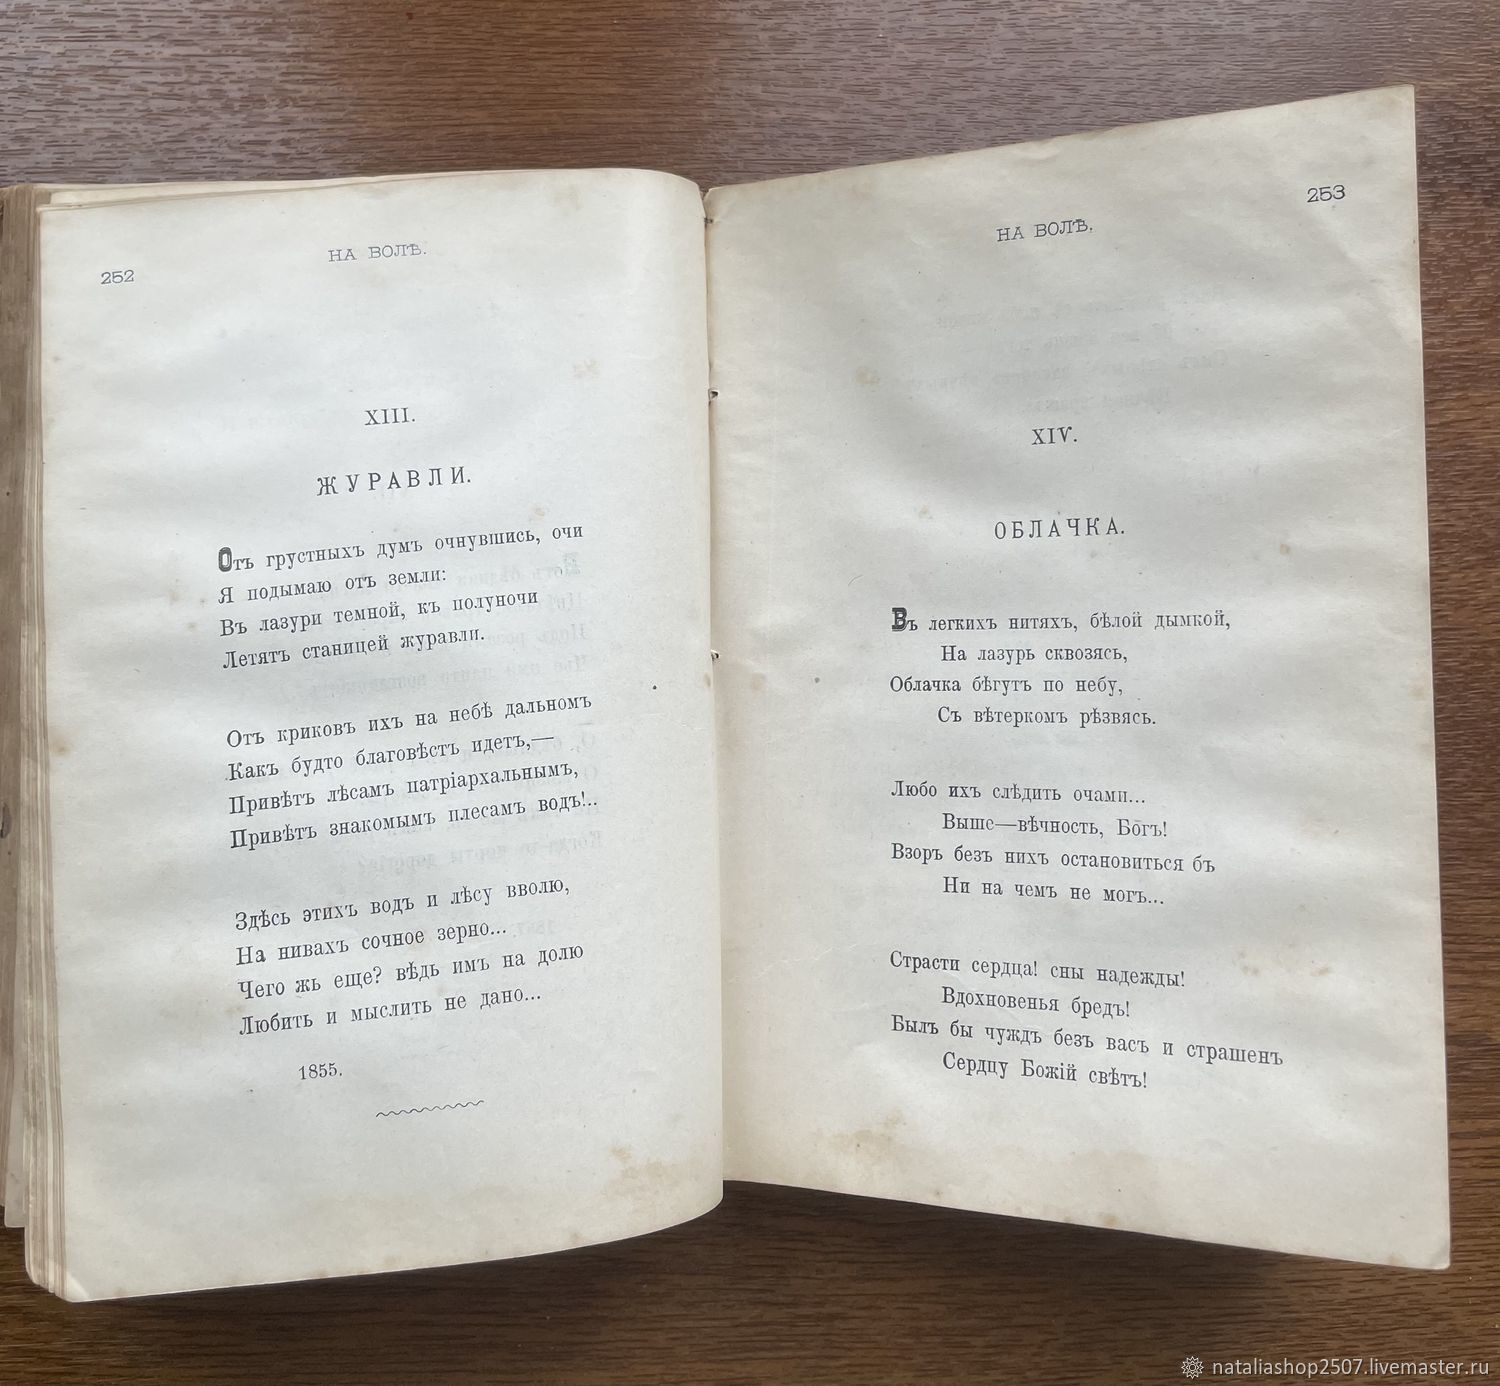 252
НА ВОЛѢ.
XIII.
ЖУРАВЛИ.
Отъ грустныхъ думъ очнувшись, очи
Я подымаю отъ земли:
Въ лазури темной, къ полуночи
Летятъ станицей журавли.
Отъ криковъ ихъ на небѣ дальномъ
Какъ будто благовѣстъ идетъ,—
Привѣтъ лѣсамъ патріархальнымъ,
Привѣтъ знакомымъ плесамъ водъ!..
Здѣсь этихъ водъ и лѣсу вволю,
На нивахъ сочное зерно...
Чего жь еще? вѣдь имъ на долю
Любить и мыслить не дано...
1855.
253
НА ВОЛѢ.
XIV.
ОБЛАЧКА.
Въ легкихъ нитяхъ, бѣлой дымкой,
На лазурь сквозясь,
Облачка бѣгутъ по небу,
Съ вѣтеркомъ рѣзвясь.
Любо ихъ слѣдить очами...
Выше—вѣчность, Богъ!
Взоръ безъ нихъ остановиться бъ
Ни на чемъ не могъ...
Страсти сердца! сны надежды!
Вдохновенья бредъ!
Былъ бы чуждъ безъ васъ и страшенъ
Сердцу Божій свѣтъ!
nataliashop2507.livemaster.ru